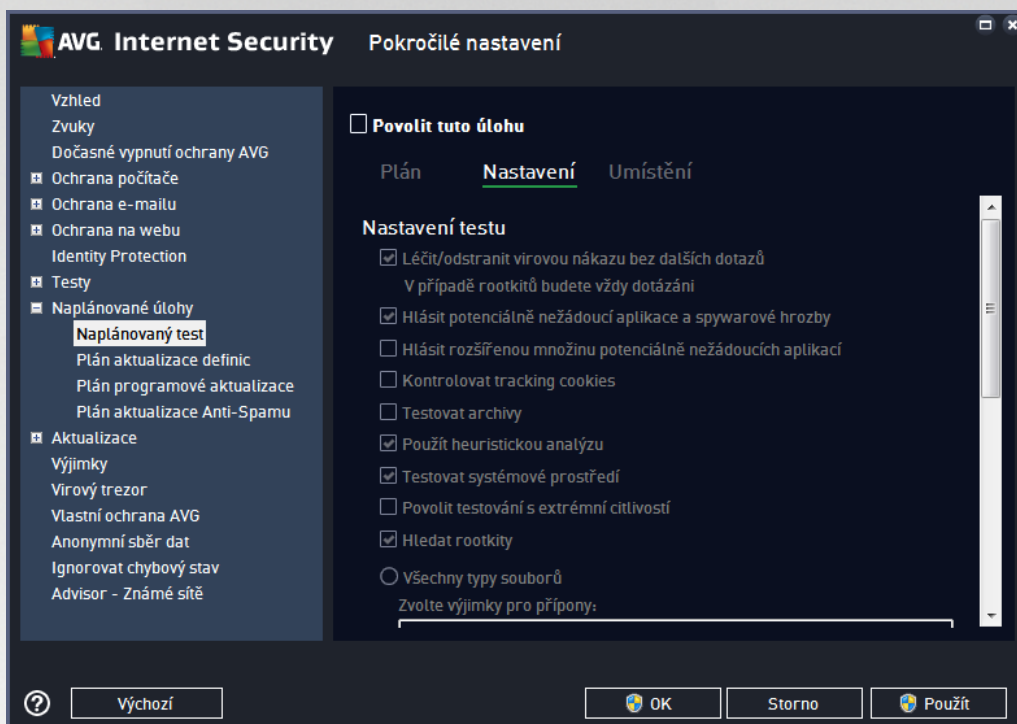 AVG. Internet Security Pokročilé nastavení
Vzhled
Zvuky
Dočasné vypnutí ochrany AVG
Ochrana počítače
Ochrana e-mailu
Ochrana na webu
Identity Protection
Testy
Naplánované úlohy
Naplánovaný test
Plán aktualizace definic
Plán programové aktualizace
Plán aktualizace Anti-Spamu
Aktualizace
Výjimky
Virový trezor
Vlastní ochrana AVG
Anonymní sběr dat
Ignorovat chybový stav
Advisor - Známé sítě
Povolit tuto úlohu
Plán Nastavení Umístění
Nastavení testu
Léčit/odstranit virovou nákazu bez dalších dotazů
V případě rootkitů budete vždy dotázáni
Hlásit potenciálně nežádoucí aplikace a spywarové hrozby
Hlásit rozšířenou množinu potenciálně nežádoucích aplikací
Kontrolovat tracking cookies
Testovat archivy
Použít heuristickou analýzu
Testovat systémové prostředí
Povolit testování s extrémní citlivostí
Hledat rootkity
Všechny typy souborů
Zvolte výjimky pro přípony:
? Výchozí OK Storno Použít